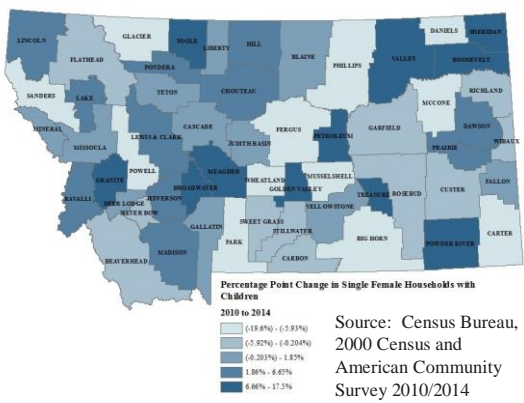 LINCOLN
GLACIER
TOOLE
LIBERTY
HILL
BLAINE
PHILLIPS
VALLEY
DANIELS
SHERIDAN
ROOSEVELT
FLATHEAD
PONDERA
SANDERS
LAKE
TETON
CHOUTEAU
RICHLAND
MCCONE
MINERAL
MISSOULA
LEWIS & CLARK
CASCADE
JUDITH BASIN
FERGUS
PETROLEUM
GARFIELD
DAWSON
PRAIRIE
WIBAUX
POWELL
GRANITE
MEAGHER
BROADWATER
WHEATLAND
GOLDEN VALLEY
MUSSELSHELL
TREASURE
ROSEBUD
CUSTER
FALLON
RAVALLI
DEER LODGE
JEFFERSON
SILVER BOW
GALLATIN
SWEET GRASS
STILLWATER
YELLOWSTONE
PARK
BIG HORN
POWDER RIVER
CARTER
BEAVERHEAD
MADISON
CARBON
Percentage Point Change in Single Female Households with
Children
2010 to 2014
(-19.6%) - (-5.93%)
(-5.92%) - (-0.204%)
(-0.203%) - 1.85%
1.86% - 6.65%
6.66% - 17.5%
Source: Census Bureau,
2000 Census and
American Community
Survey 2010/2014